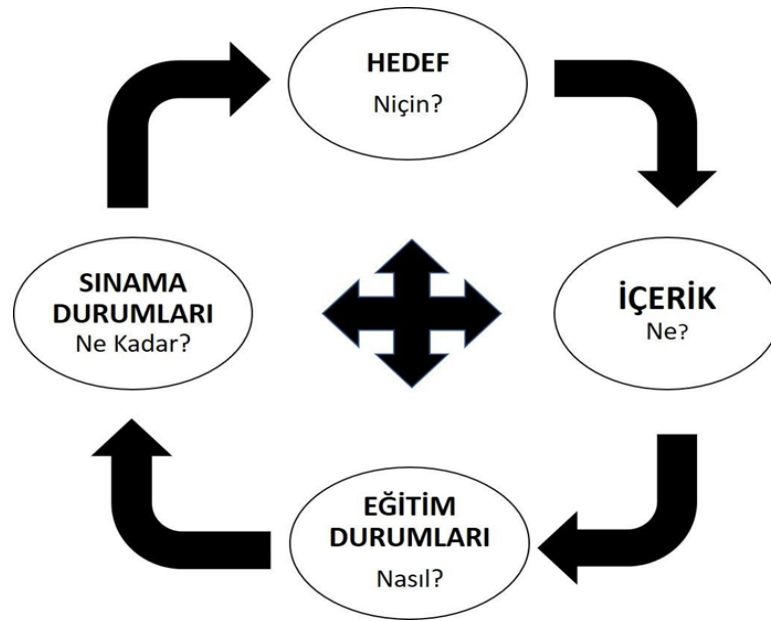 HEDEF
Niçin?
İÇERİK
Ne?
EĞİTİM
DURUMLARI
Nasıl?
SINAMA
DURUMLARI
Ne Kadar?